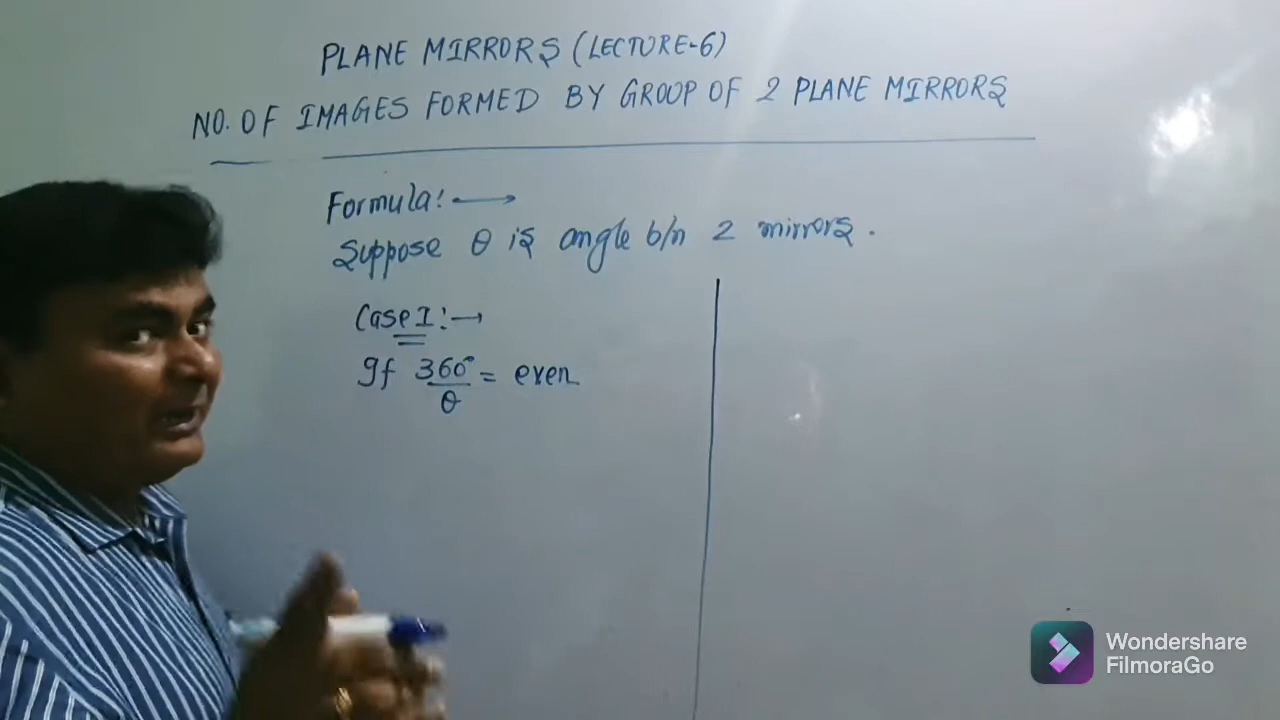 PLANE MIRRORS (LECTURE-6)
NO. OF IMAGES FORMED BY GROUP OF 2 PLANE MIRRORS
Formula:→
Suppose θ is angle b/n 2 mirrors.
Case I:→
If 360°/θ = even
Wondershare
FilmoraGo